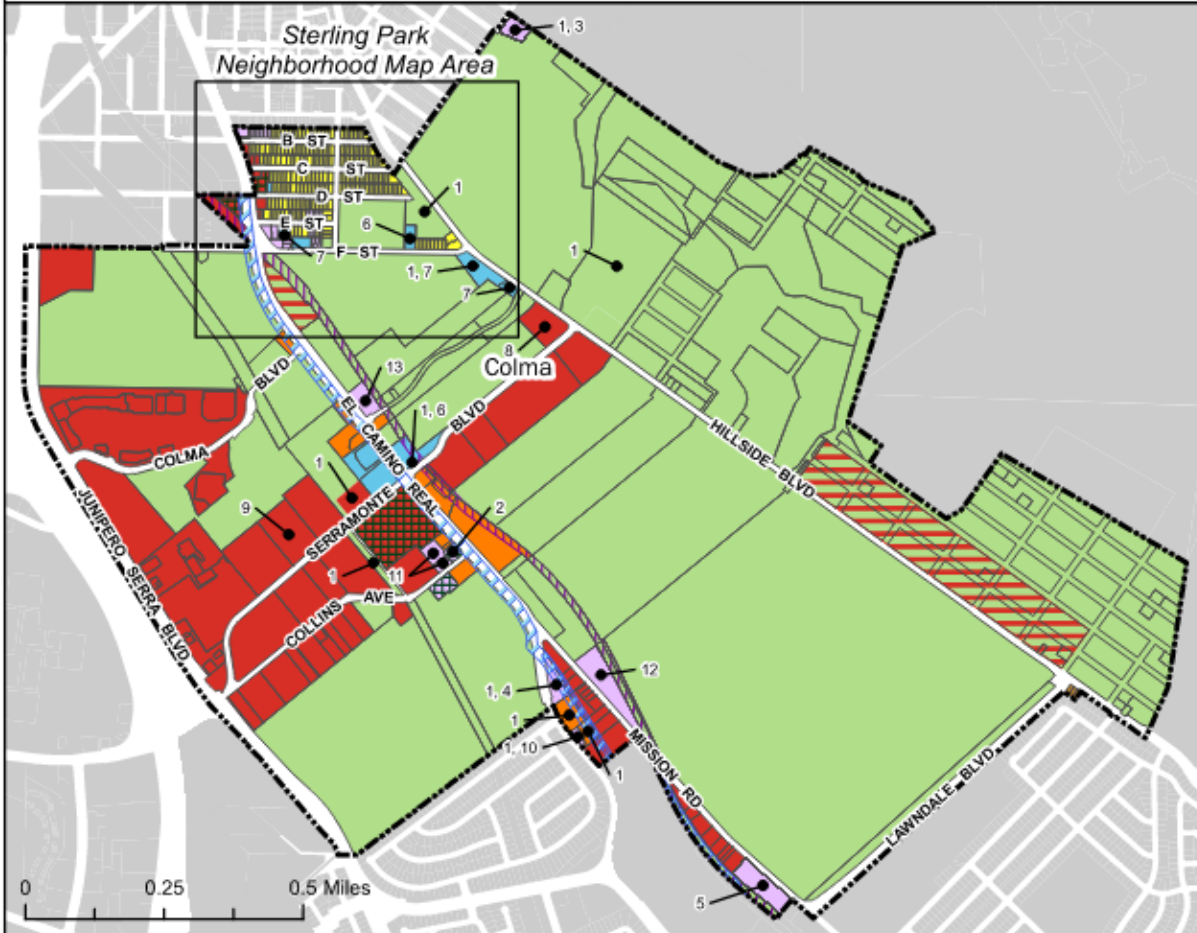 1, 3
Sterling Park
Neighborhood Map Area
B ST
C ST
D ST
1
E ST
6
7
F ST
1, 7
1
7
8
Colma
BLVD
13
EL CAMINO REAL
1, 6
BLVD
HILLSIDE BLVD
COLMA
1
9
SERRAMONTE
2
JUNIPERO SERRA BLVD
1
11
AVE
COLLINS
12
1, 4
1
1, 10
1
MISSION RD
LAWNDALE BLVD
5
0 0.25 0.5 Miles